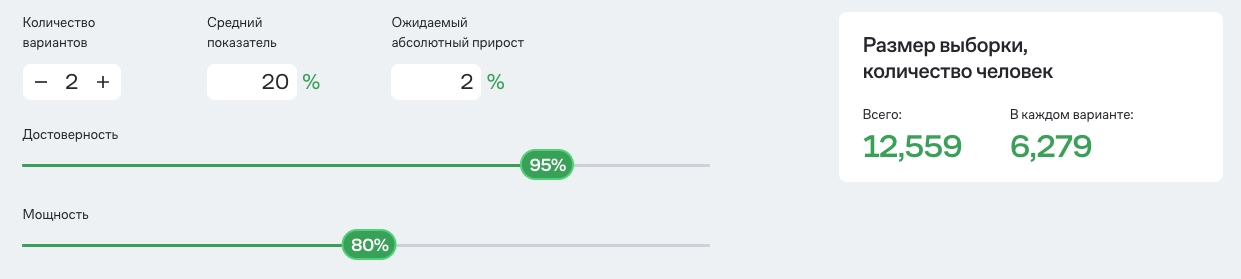 Количество
вариантов
− 2 +
Средний
показатель
20 %
Ожидаемый
абсолютный прирост
2 %
Достоверность
95%
Мощность
80%
Размер выборки,
количество человек
Всего:
12,559
В каждом варианте:
6,279